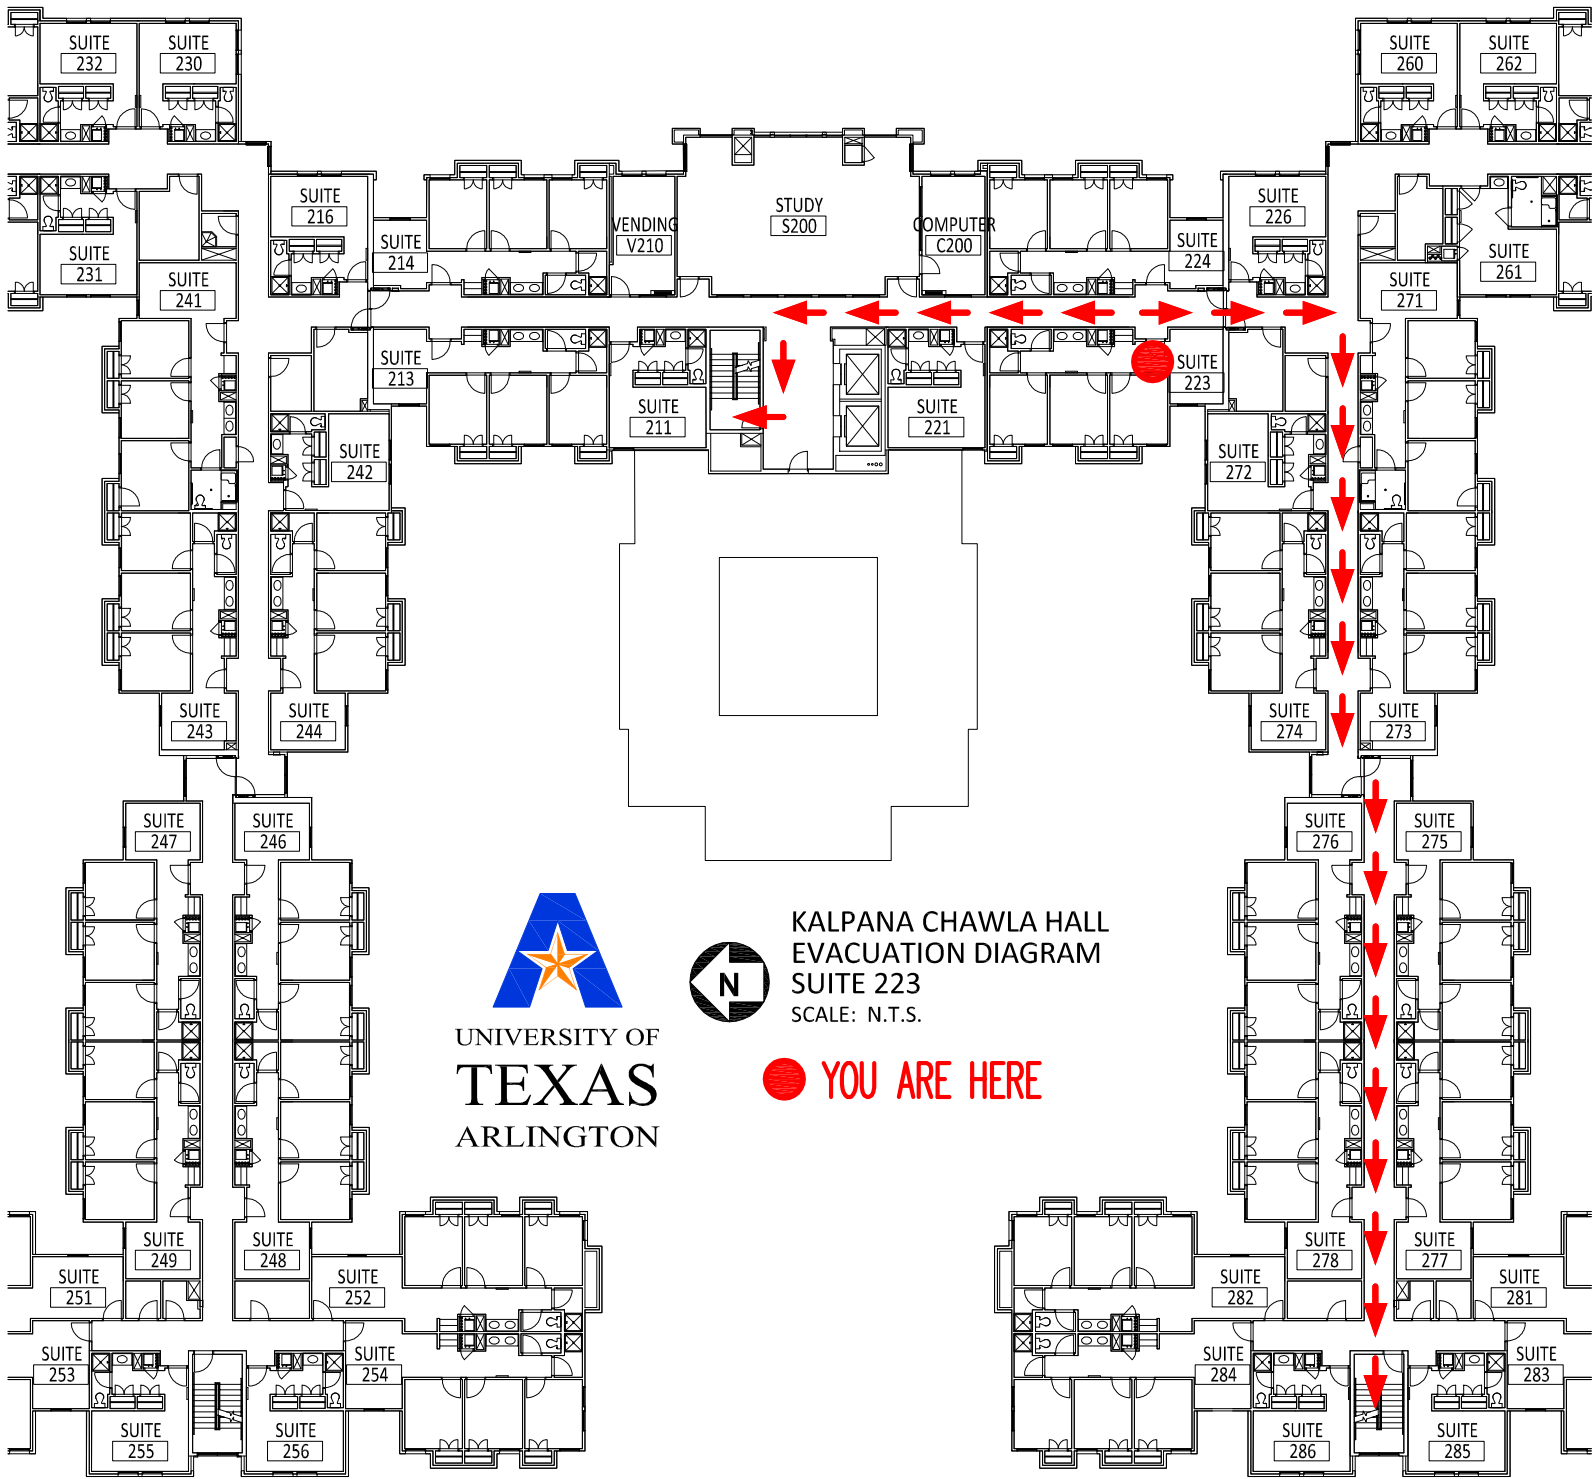 SUITE
232
SUITE
230
SUITE
260
SUITE
262
SUITE
231
SUITE
216
SUITE
214
VENDING
V210
STUDY
S200
COMPUTER
C200
SUITE
224
SUITE
226
SUITE
261
SUITE
241
SUITE
271
SUITE
213
SUITE
211
SUITE
221
SUITE
223
SUITE
242
SUITE
272
SUITE
243
SUITE
244
SUITE
274
SUITE
273
SUITE
247
SUITE
246
SUITE
276
SUITE
275
UNIVERSITY OF
TEXAS
ARLINGTON
N
KALPANA CHAWLA HALL
EVACUATION DIAGRAM
SUITE 223
SCALE: N.T.S.
YOU ARE HERE
SUITE
249
SUITE
248
SUITE
278
SUITE
277
SUITE
251
SUITE
252
SUITE
282
SUITE
281
SUITE
253
SUITE
254
SUITE
284
SUITE
283
SUITE
255
SUITE
256
SUITE
286
SUITE
285